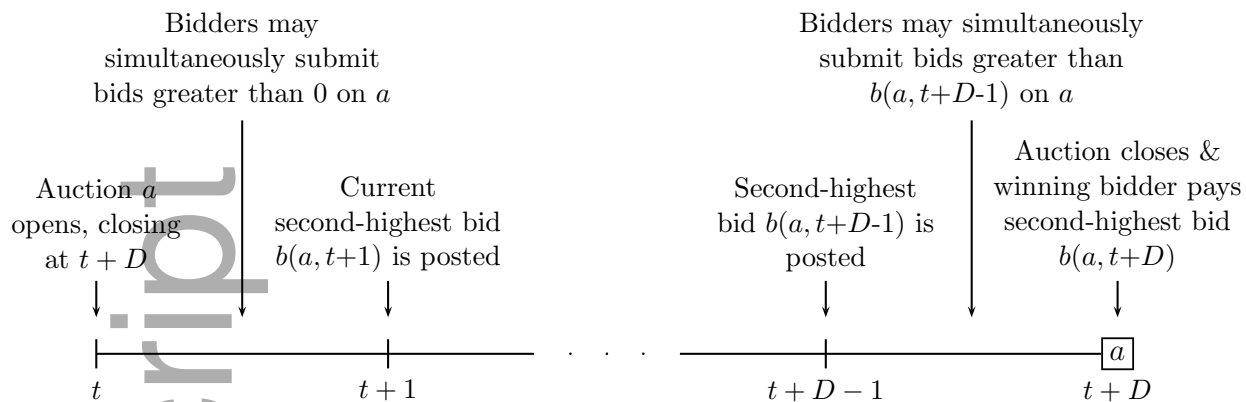 Bidders may
simultaneously submit
bids greater than 0 on a
Bidders may simultaneously
submit bids greater than
b(a, t+D-1) on a
Auction a
opens, closing
at t + D
Current
second-highest bid
b(a, t+1) is posted
Second-highest
bid b(a, t+D-1) is
posted
Auction closes &
winning bidder pays
second-highest bid
b(a, t+D)
. . .
a
t
t + 1
t + D − 1
t + D
cript